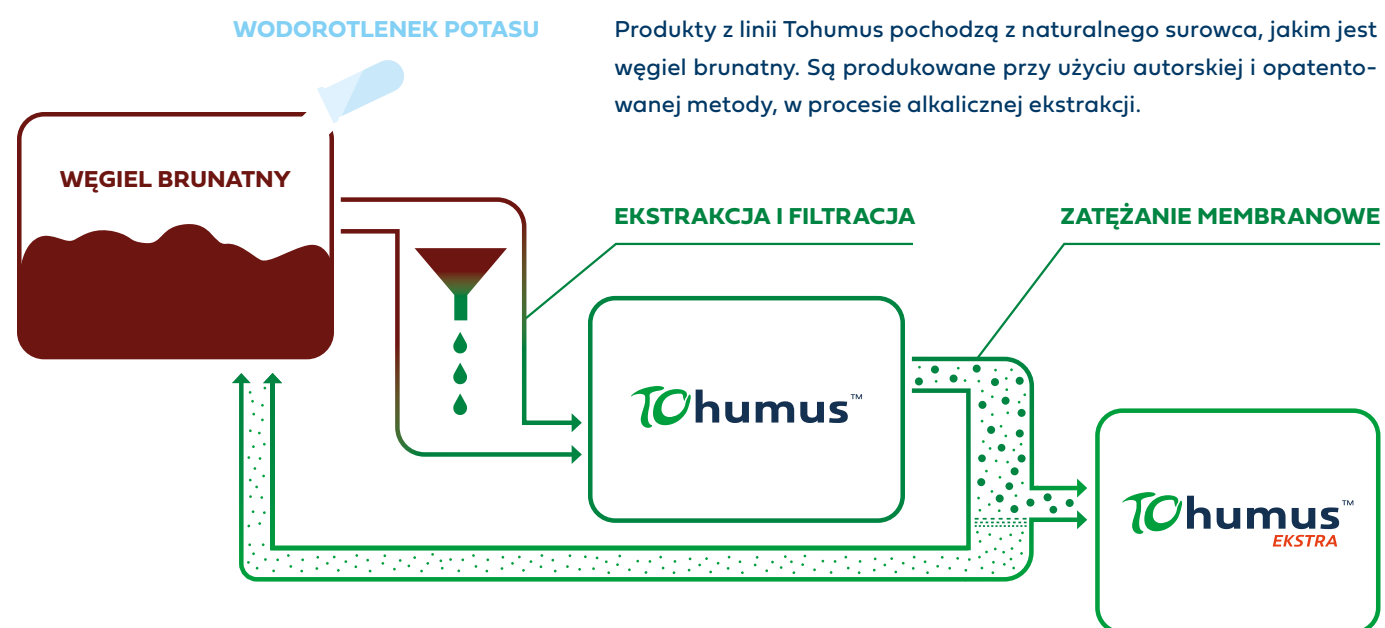 WODOROTLENEK POTASU
Produkty z linii Tohumus pochodzą z naturalnego surowca, jakim jest
węgiel brunatny. Są produkowane przy użyciu autorskiej i opatento-
wanej metody, w procesie alkalicznej ekstrakcji.
WĘGIEL BRUNATNY
EKSTRAKCJA I FILTRACJA
ZATĘŻANIE MEMBRANOWE
TOhumus™
TOhumus™
EKSTRA